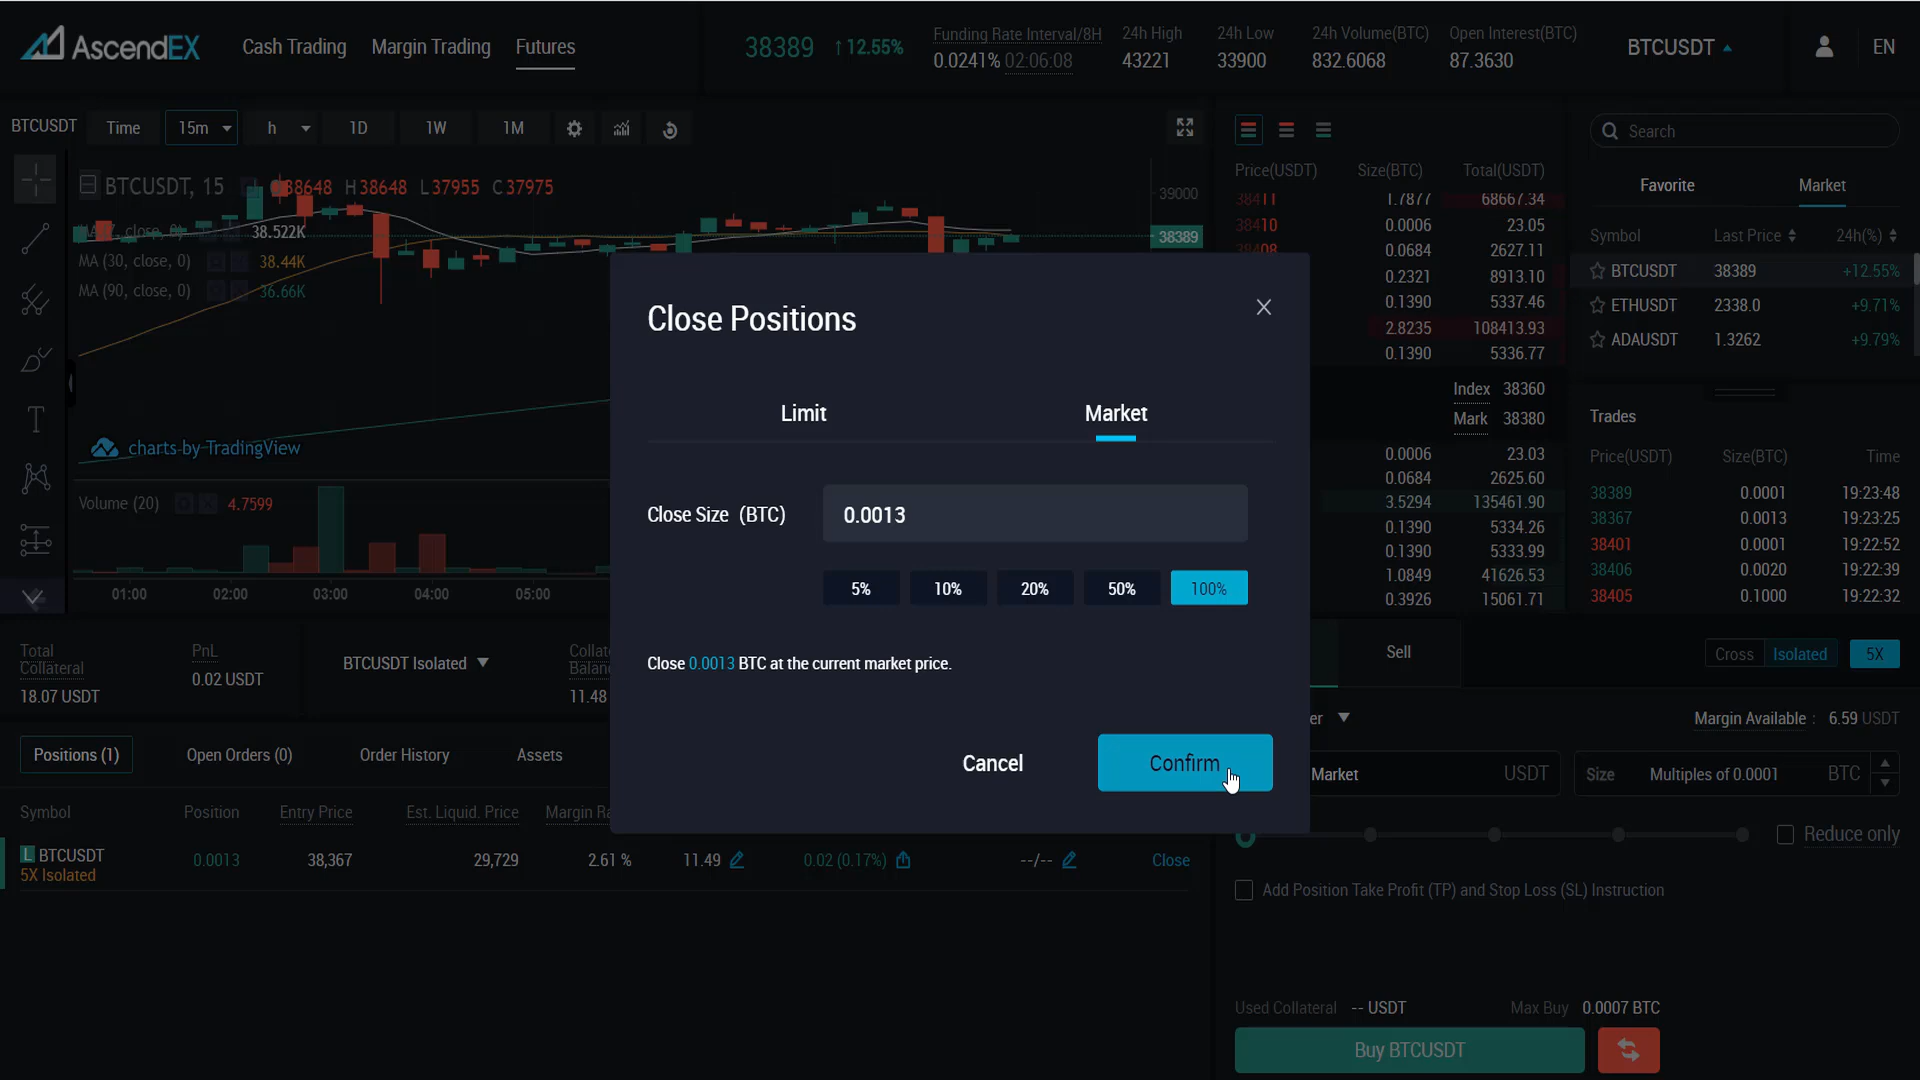 AscendEX Cash Trading Margin Trading Futures
38389 ↑12.55%
Funding Rate Interval/8H 24h High 24h Low 24h Volume(BTC) Open Interest(BTC)
0.0241% 02:06:08 43221 33900 832.6068 87.3630
BTCUSDT EN
BTCUSDT Time 15m h 1D 1W 1M
BTCUSDT, 15 38648 H38648 L37955 C37975
38.522K
MA (30, close, 0) 38.44K
MA (90, close, 0) 36.66K
39000
38389
charts by TradingView
Volume (20) 4.7599
01:00 02:00 03:00 04:00 05:00
Price(USDT) Size(BTC) Total(USDT)
38411 1.7877 68667.34
38410 0.0006 23.05
38408 0.0684 2627.11
0.2321 8913.10
0.1390 5337.46
2.8235 108413.93
0.1390 5336.77
Index 38360
Mark 38380
0.0006 23.03
0.0684 2625.60
3.5294 135461.90
0.1390 5334.26
0.1390 5333.99
1.0849 41626.53
0.3926 15061.71
Search
Favorite Market
Symbol Last Price 24h(%)
BTCUSDT 38389 +12.55%
ETHUSDT 2338.0 +9.71%
ADAUSDT 1.3262 +9.79%
Trades
Price(USDT) Size(BTC) Time
38389 0.0001 19:23:48
38367 0.0013 19:23:25
38401 0.0001 19:22:52
38406 0.0020 19:22:39
38405 0.1000 19:22:32
Close Positions
Limit Market
Close Size (BTC) 0.0013
5% 10% 20% 50% 100%
Close 0.0013 BTC at the current market price.
Cancel Confirm
Total
Collateral
18.07 USDT
PnL
0.02 USDT
BTCUSDT Isolated
11.48
Positions (1) Open Orders (0) Order History Assets
Symbol Position Entry Price Est. Liquid. Price Margin
L BTCUSDT 0.0013 38,367 29,729 2.61 % 11.49 0.02 (0.17%) --/-- Close
5X Isolated
Sell Cross Isolated 5X
Margin Available : 6.59 USDT
Market USDT Size Multiples of 0.0001 BTC
Reduce only
Add Position Take Profit (TP) and Stop Loss (SL) Instruction
Used Collateral -- USDT Max Buy 0.0007 BTC
Buy BTCUSDT